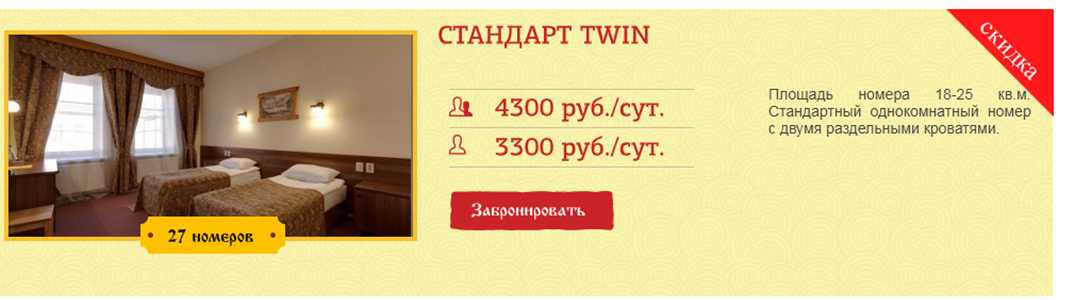 СТАНДАРТ TWIN
скидка
4300 руб./сут.
3300 руб./сут.
Площадь номера 18-25 кв.м.
Стандартный однокомнатный номер
с двумя раздельными кроватями.
Забронировать
27 номеров